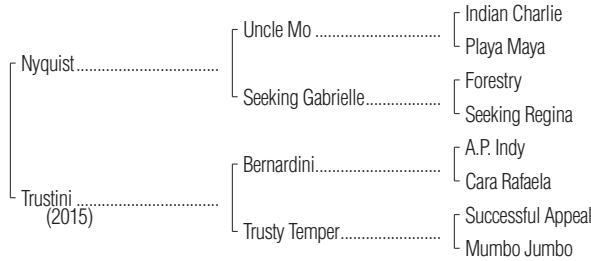 Indian Charlie
Uncle Mo
Playa Maya
Nyquist
Forestry
Seeking Gabrielle
Seeking Regina
A.P. Indy
Bernardini
Cara Rafaela
Trustini
(2015)
Successful Appeal
Trusty Temper
Mumbo Jumbo